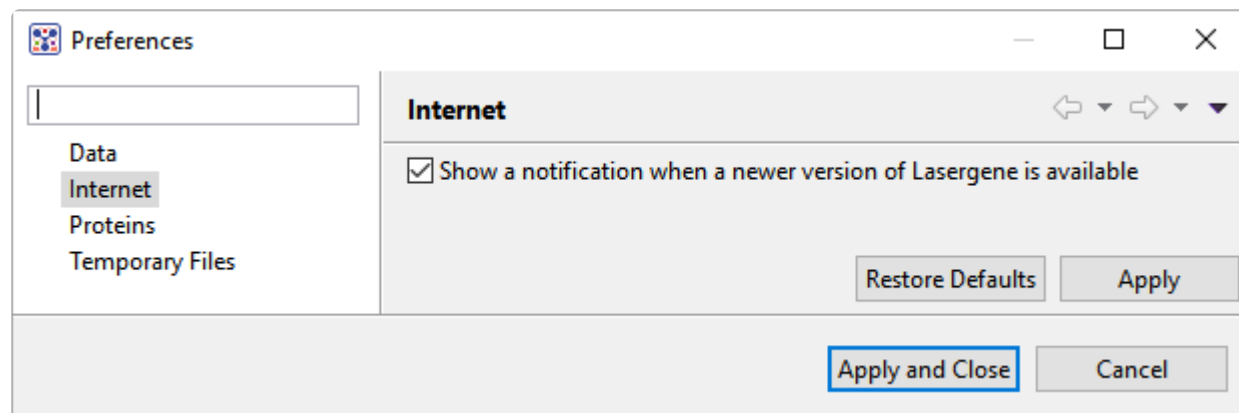 Preferences
Data
Internet
Proteins
Temporary Files
Internet
Show a notification when a newer version of Lasergene is available
Restore Defaults
Apply
Apply and Close
Cancel